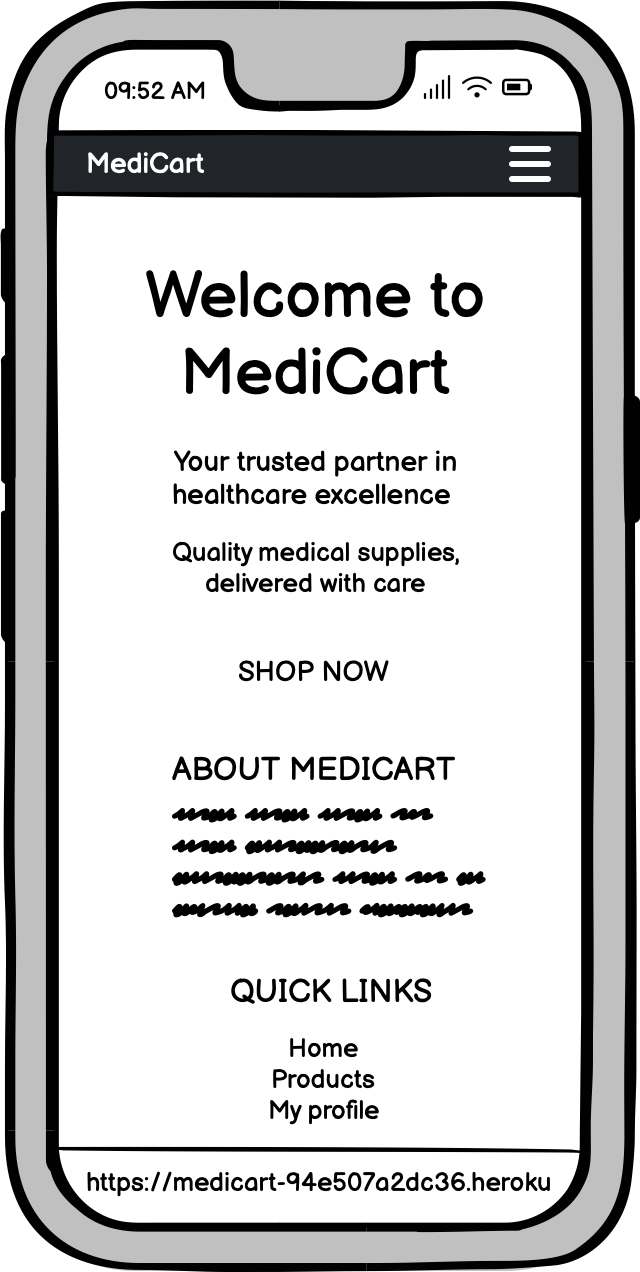 09:52 AM
MediCart
Welcome to
MediCart
Your trusted partner in
healthcare excellence
Quality medical supplies,
delivered with care
SHOP NOW
ABOUT MEDICART
QUICK LINKS
Home
Products
My profile
https://medicart-94e507a2dc36.heroku